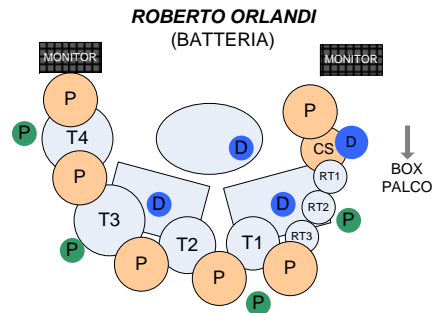 ROBERTO ORLANDI
(BATTERIA)
MONITOR
MONITOR
P
P
P
T4
D
CS
D
BOX
PALCO
P
RT1
D
D
RT2
P
T3
T2
T1
RT3
P
P
P
P
P